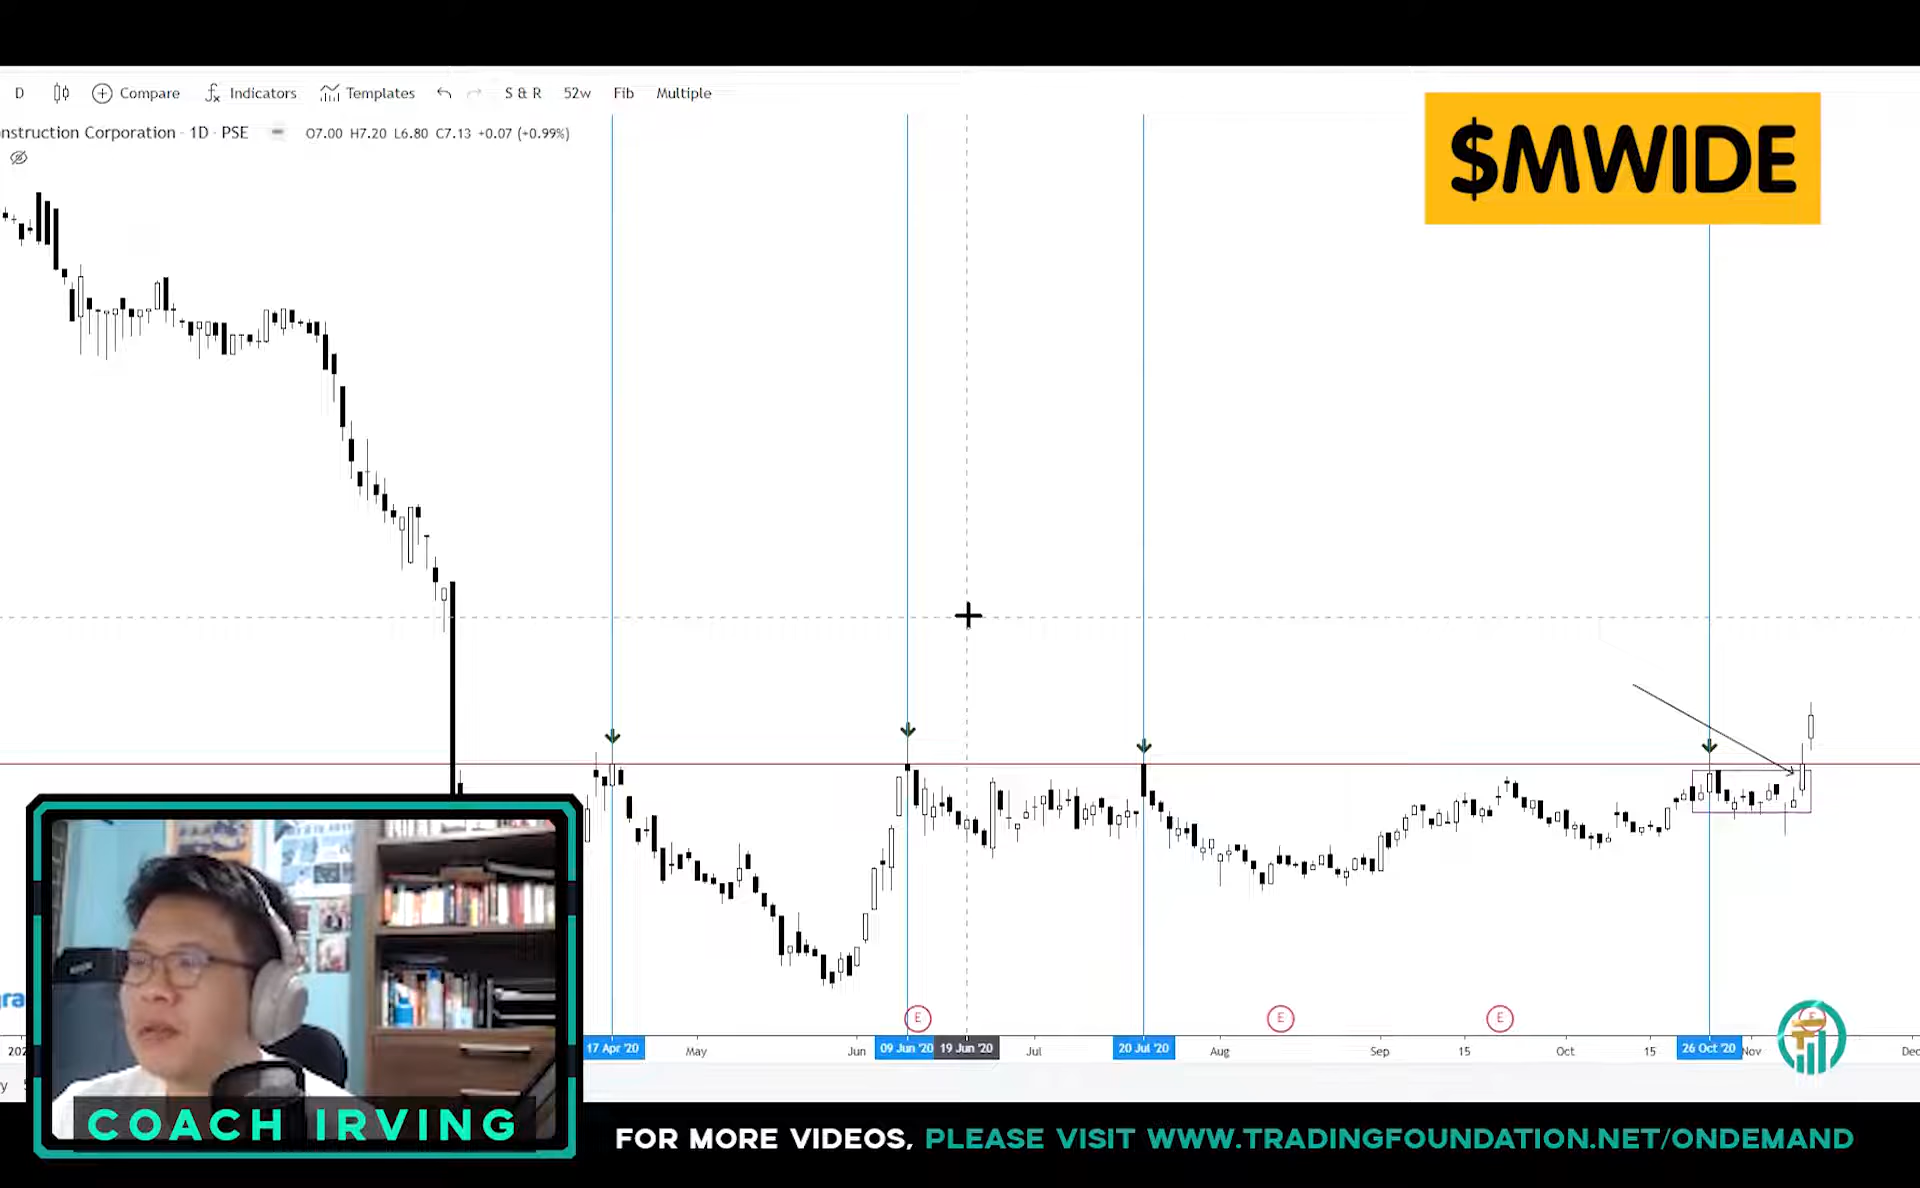 D Compare Indicators Templates S & R 52w Fib Multiple
nstruction Corporation · 1D · PSE O7.00 H7.20 L6.80 C7.13 +0.07 (+0.99%)
$MWIDE
E E E E
17 Apr '20 May Jun 09 Jun '20 19 Jun '20 Jul 20 Jul '20 Aug Sep 15 Oct 15 26 Oct '20 Nov Dec
COACH IRVING
FOR MORE VIDEOS, PLEASE VISIT WWW.TRADINGFOUNDATION.NET/ONDEMAND